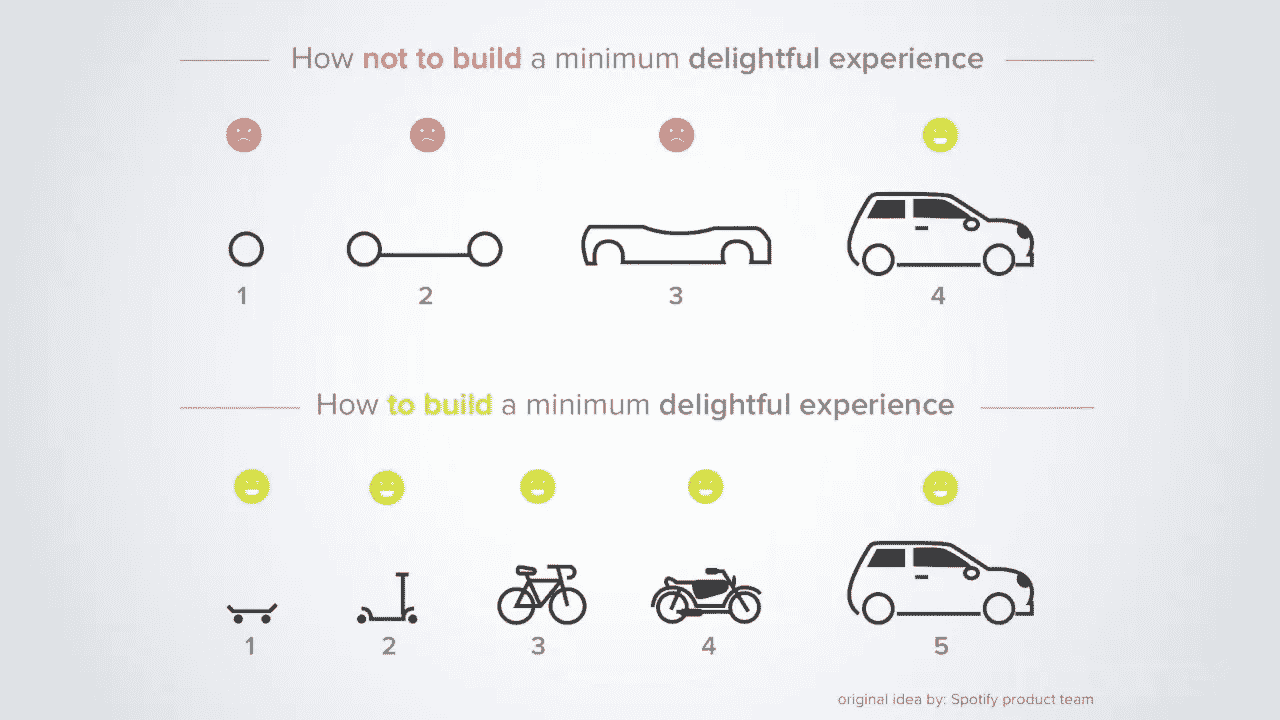 How not to build a minimum delightful experience
1 2 3 4
How to build a minimum delightful experience
1 2 3 4 5
original idea by: Spotify product team